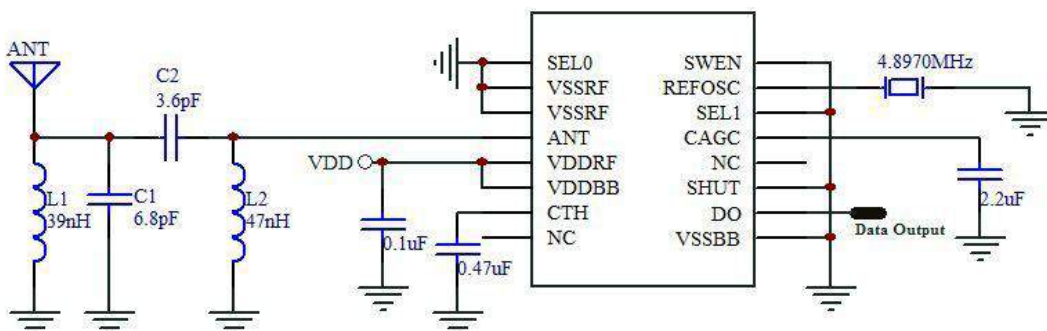 ANT
C2
3.6pF
L1
39nH
C1
6.8pF
L2
47nH
VDD
0.1uF
0.47uF
SEL0
VSSRF
VSSRF
ANT
VDDRF
VDDBB
CTH
NC
SWEN
REFOSC
SEL1
CAGC
NC
SHUT
DO
VSSBB
4.8970MHz
2.2uF
Data Output